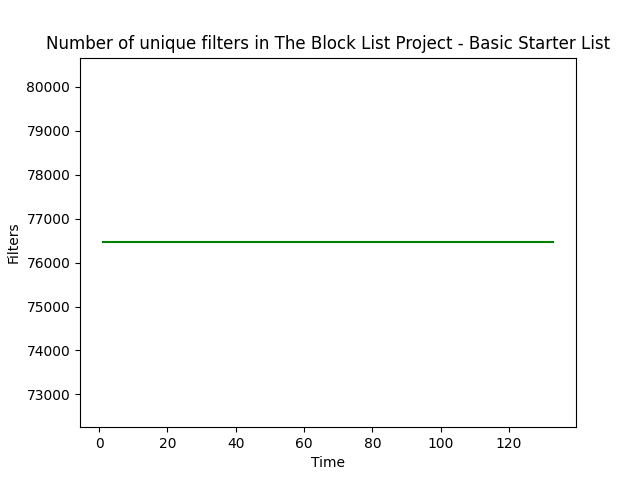 Number of unique filters in The Block List Project - Basic Starter List
80000
79000
78000
77000
76000
75000
74000
73000
Filters
0 20 40 60 80 100 120
Time